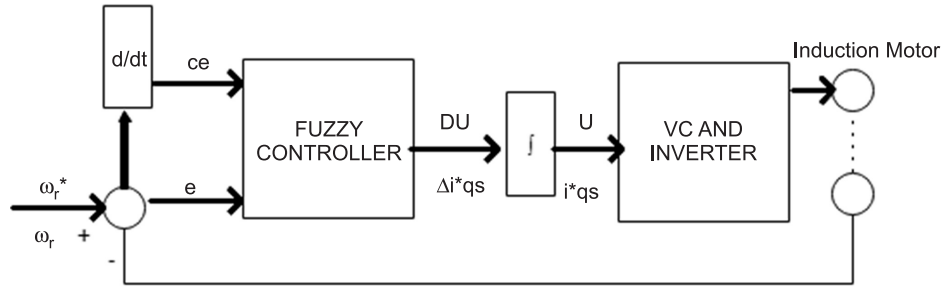 d/dt
ce
Induction Motor
FUZZY
CONTROLLER
DU
∫
U
VC AND
INVERTER
Δi*qs
i*qs
e
ωr*
ωr
+
-